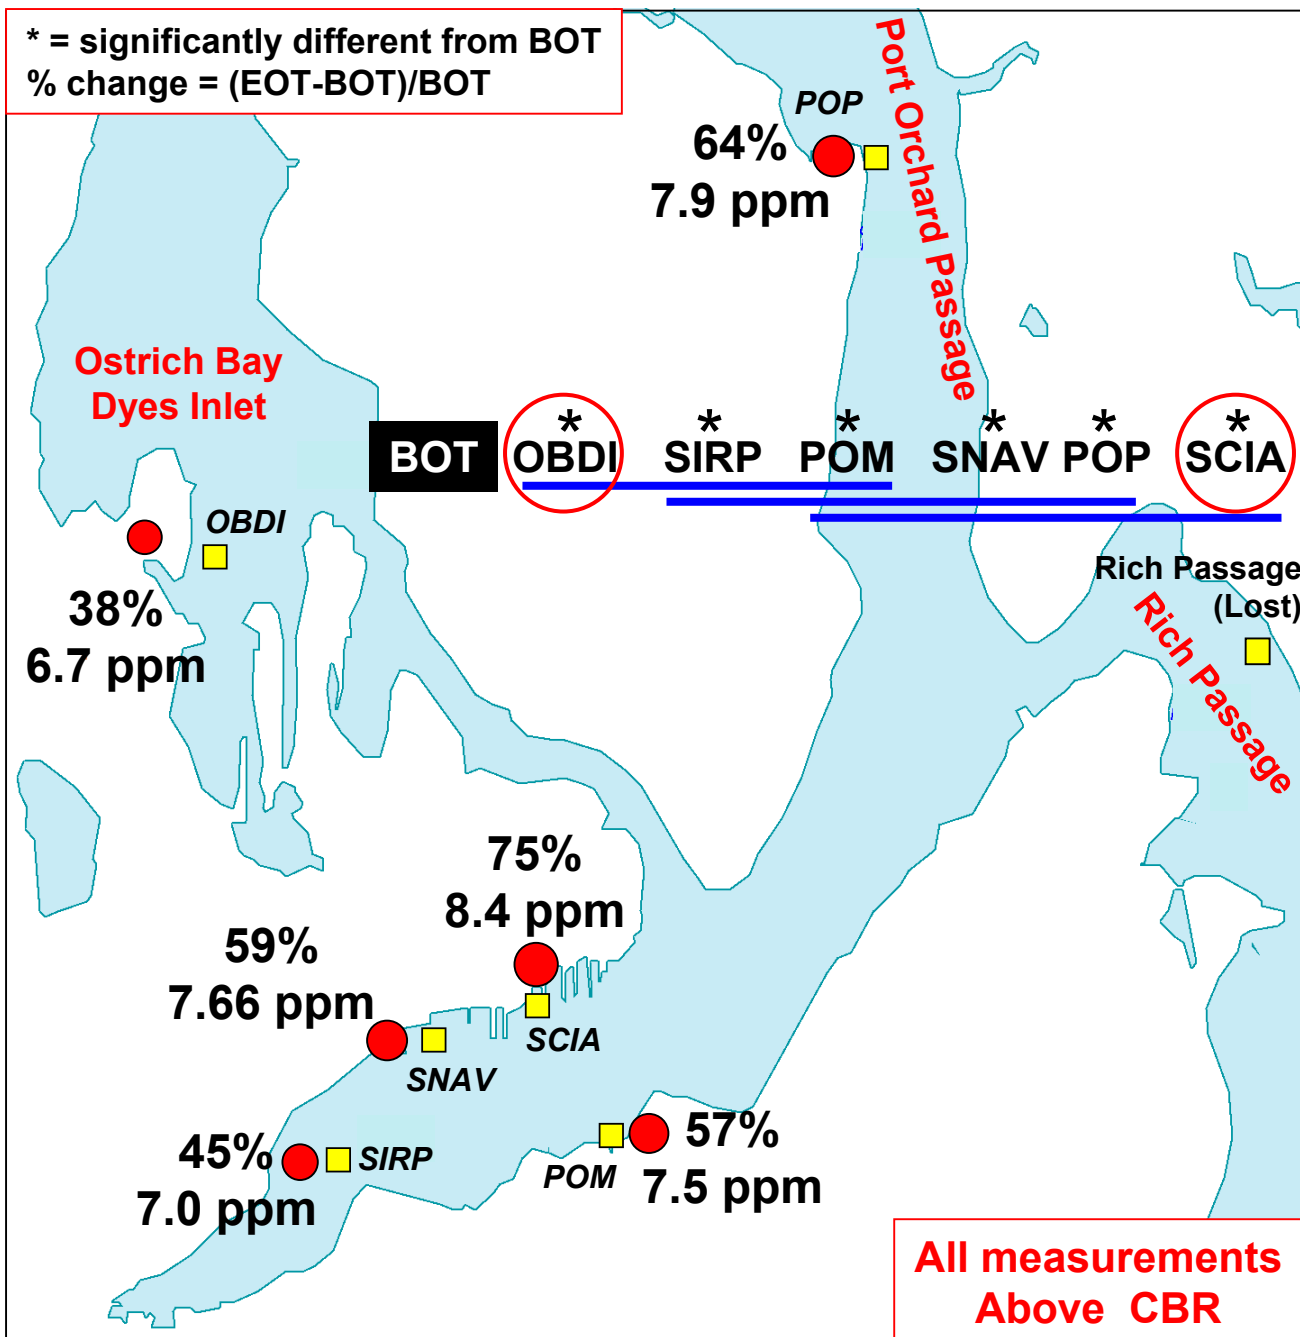 * = significantly different from BOT
% change = (EOT-BOT)/BOT
POP
64%
7.9 ppm
Port Orchard Passage
Ostrich Bay
Dyes Inlet
* * * * * *
BOT OBDI SIRP POM SNAV POP SCIA
OBDI
38%
6.7 ppm
Rich Passage
(Lost)
Rich Passage
75%
8.4 ppm
59%
7.66 ppm
SCIA
SNAV
45%
7.0 ppm
SIRP
POM
57%
7.5 ppm
All measurements
Above CBR